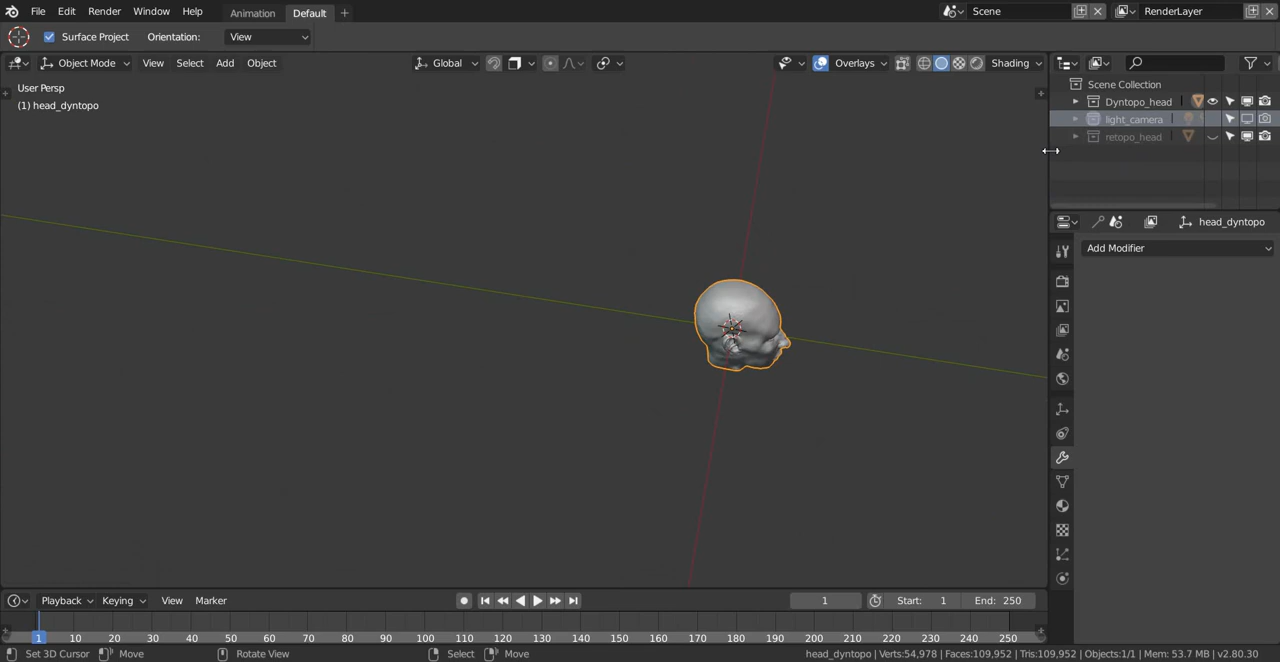 File Edit Render Window Help Animation Default + Scene RenderLayer
Surface Project Orientation: View
Object Mode View Select Add Object Global Overlays Shading
User Persp
(1) head_dyntopo
Scene Collection
Dyntopo_head
light_camera
retopo_head
head_dyntopo
Add Modifier
Playback Keying View Marker 1 Start: 1 End: 250
1 10 20 30 40 50 60 70 80 90 100 110 120 130 140 150 160 170 180 190 200 210 220 230 240 250
Set 3D Cursor Move Rotate View Select Move head_dyntopo | Verts:54,978 | Faces:109,952 | Tris:109,952 | Objects:1/1 | Mem: 53.7 MB | v2.80.30